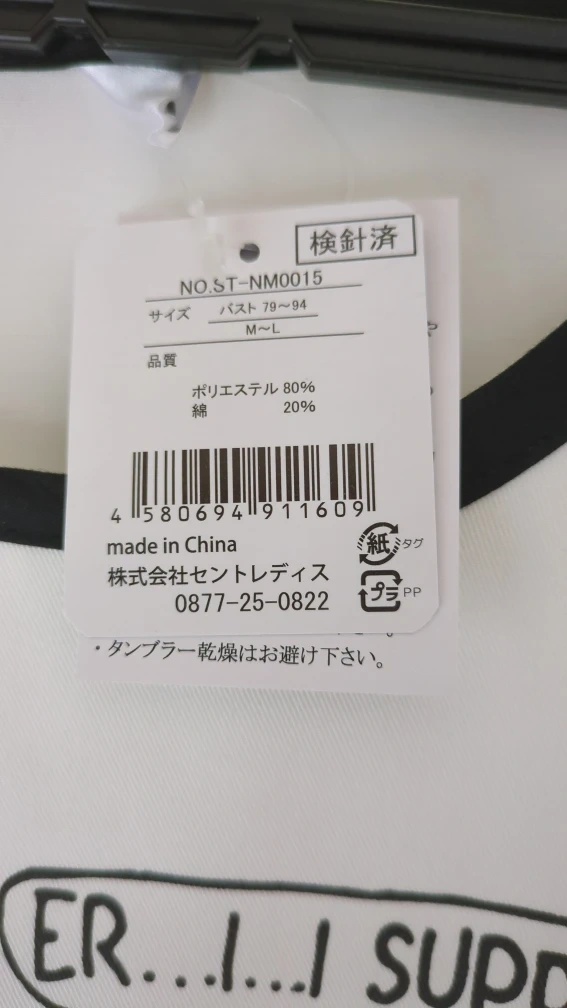 検針済
NO.ST-NM0015
サイズ バスト 79～94
M～L
品質
ポリエステル 80%
綿 20%
4 580694 911609
made in China
株式会社セントレディス
0877-25-0822
紙 タグ
プラ PP
・タンブラー乾燥はお避け下さい。
ER...I...I SUPP